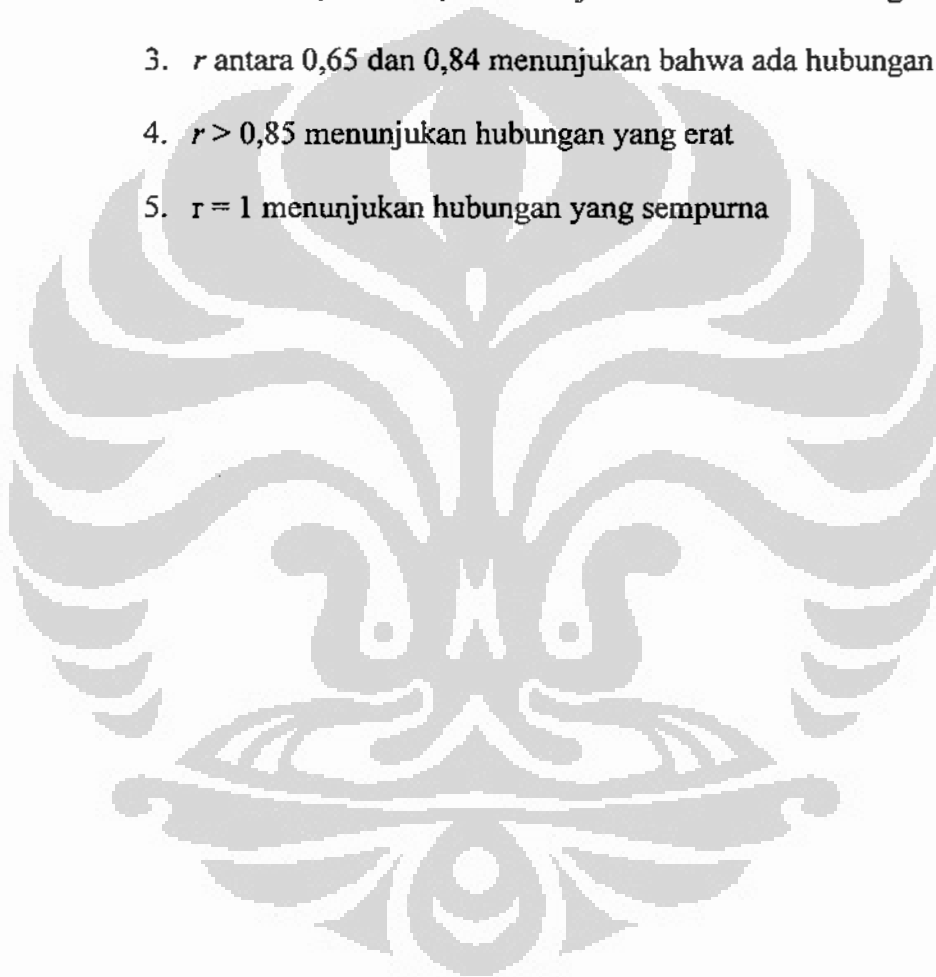 3. r antara 0,65 dan 0,84 menunjukan bahwa ada hubungan
4. r > 0,85 menunjukan hubungan yang erat
5. r = 1 menunjukan hubungan yang sempurna